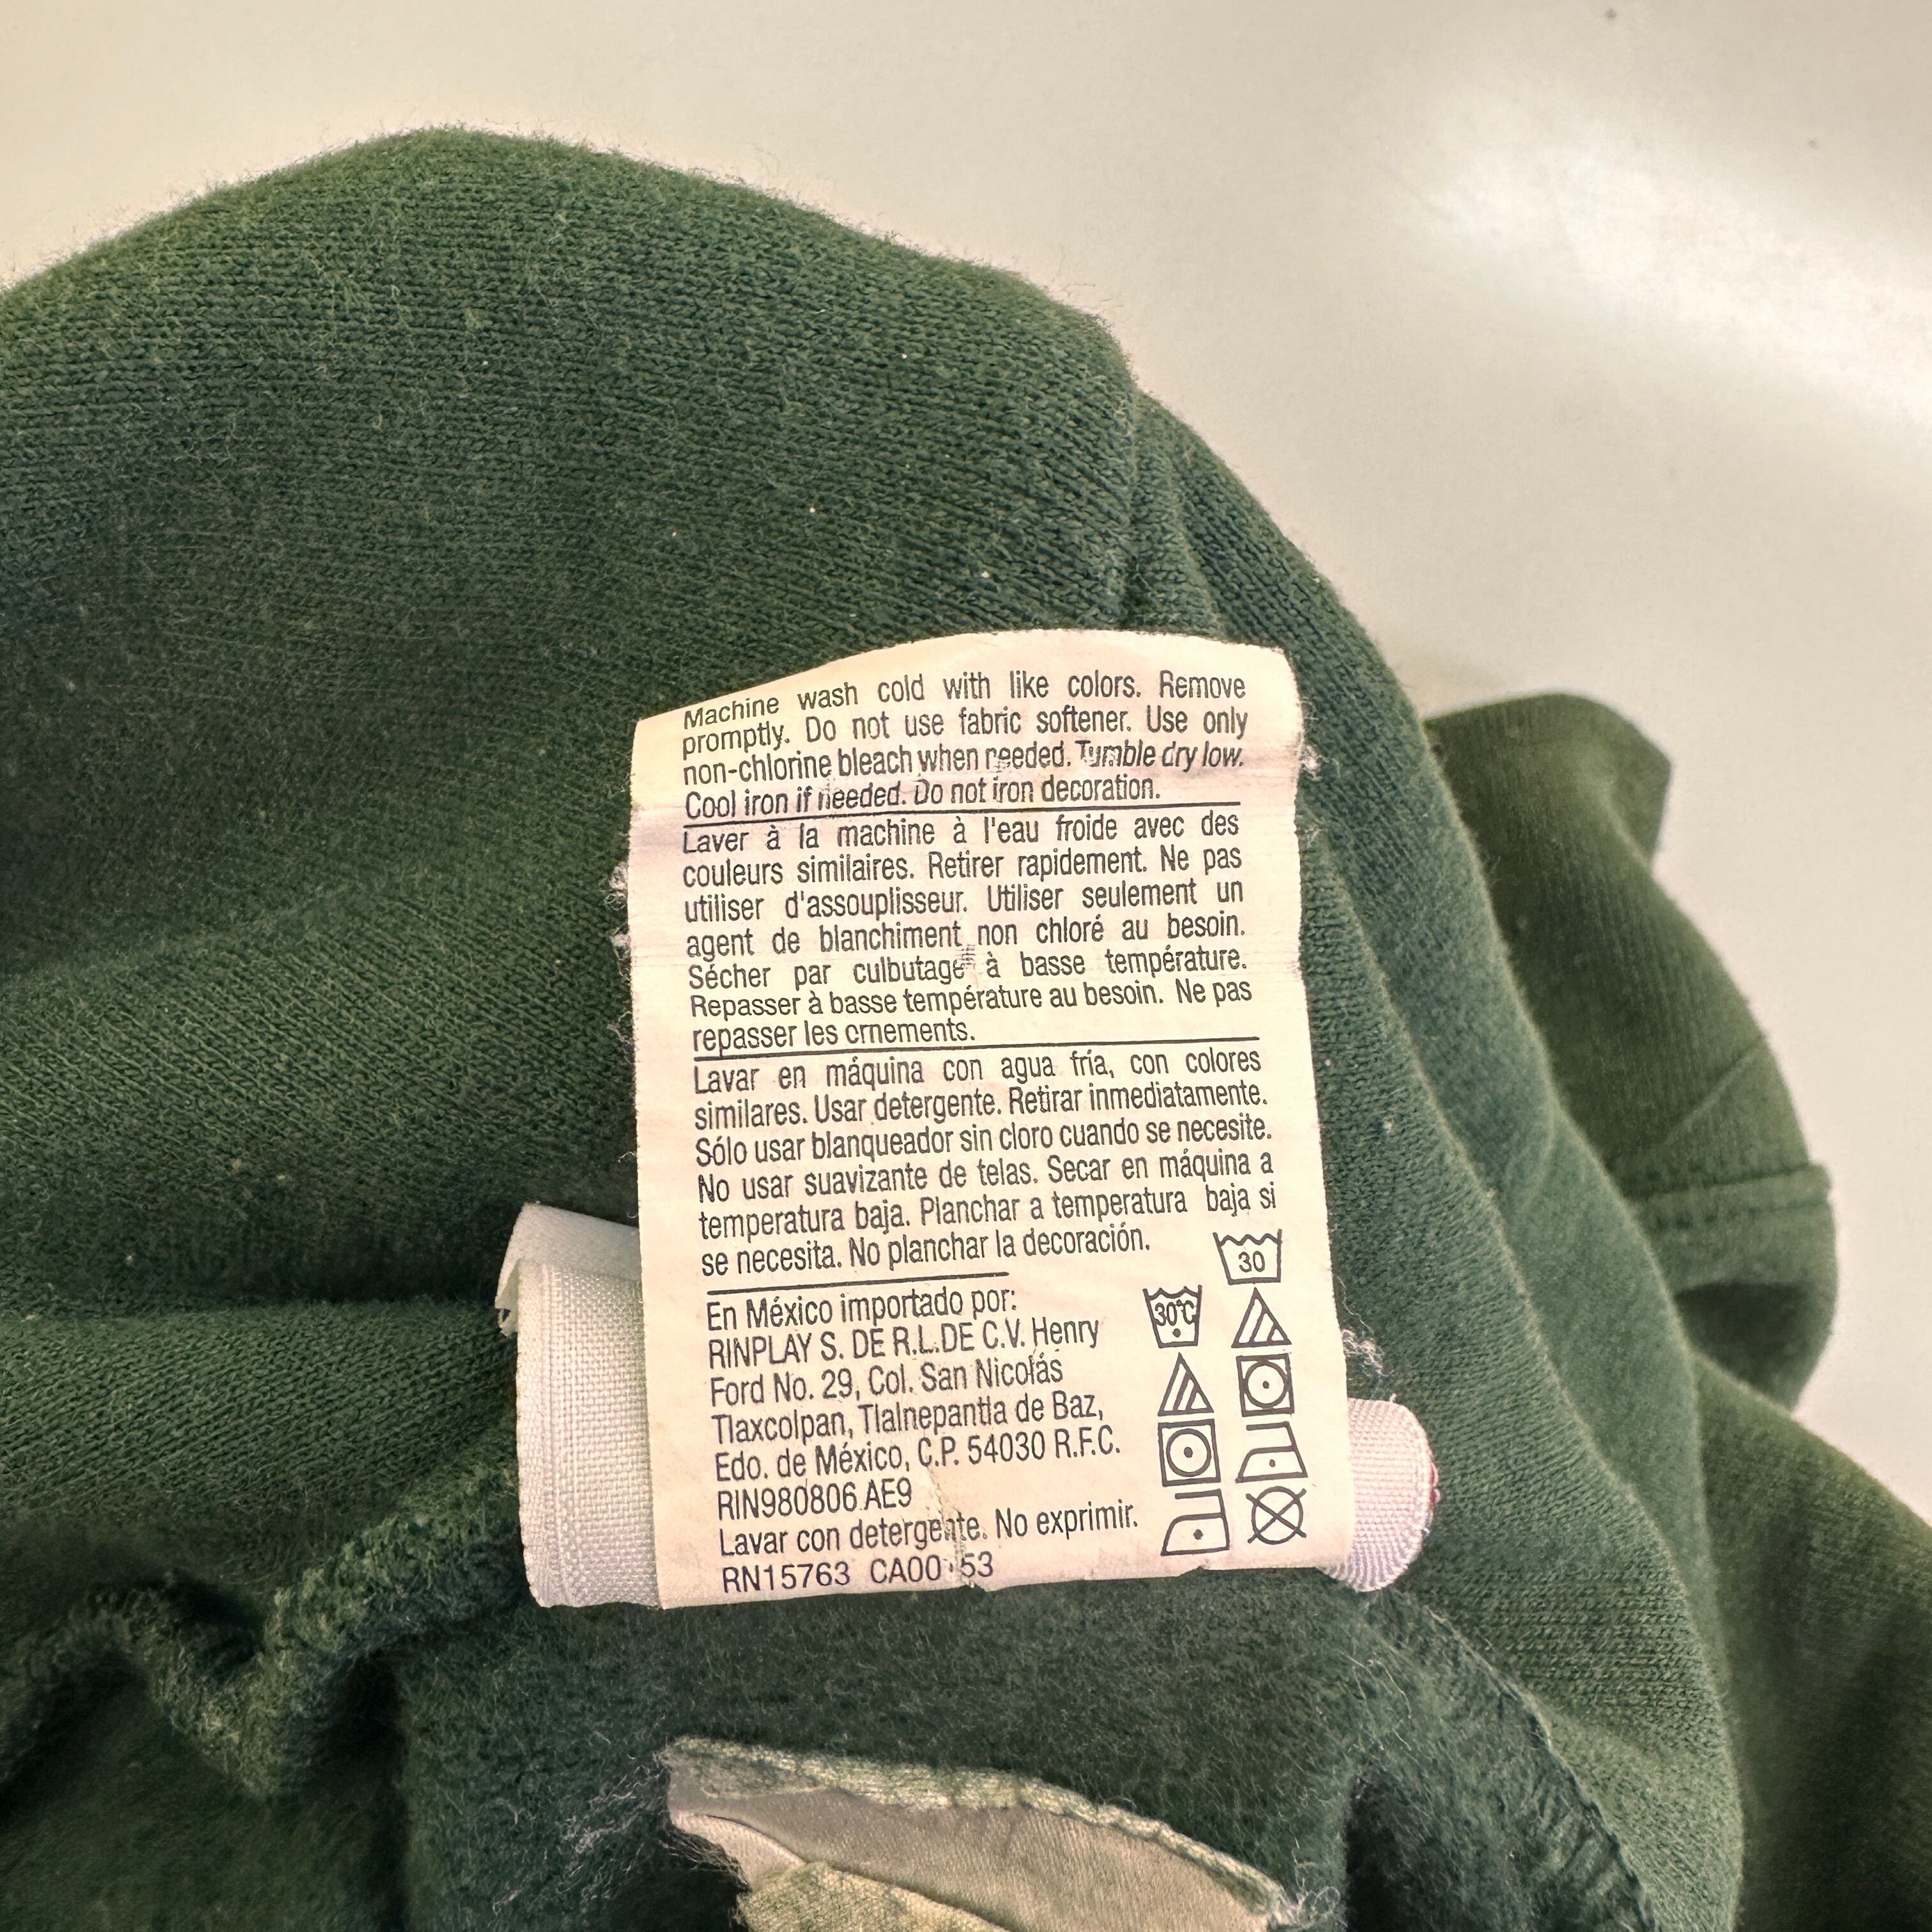 Machine wash cold with like colors. Remove
promptly. Do not use fabric softener. Use only
non-chlorine bleach when needed. Tumble dry low.
Cool iron if needed. Do not iron decoration.
Laver à la machine à l'eau froide avec des
couleurs similaires. Retirer rapidement. Ne pas
utiliser d'assouplisseur. Utiliser seulement un
agent de blanchiment non chloré au besoin.
Sécher par culbutage à basse température.
Repasser à basse température au besoin. Ne pas
repasser les ornements.
Lavar en máquina con agua fría, con colores
similares. Usar detergente. Retirar inmediatamente.
Sólo usar blanqueador sin cloro cuando se necesite.
No usar suavizante de telas. Secar en máquina a
temperatura baja. Planchar a temperatura baja si
se necesita. No planchar la decoración.
30
En México importado por:
30°C
RINPLAY S. DE R.L.DE C.V. Henry
Ford No. 29, Col. San Nicolás
Tlaxcolpan, Tlalnepantla de Baz,
Edo. de México, C.P. 54030 R.F.C.
RIN980806 AE9
Lavar con detergente. No exprimir.
RN15763